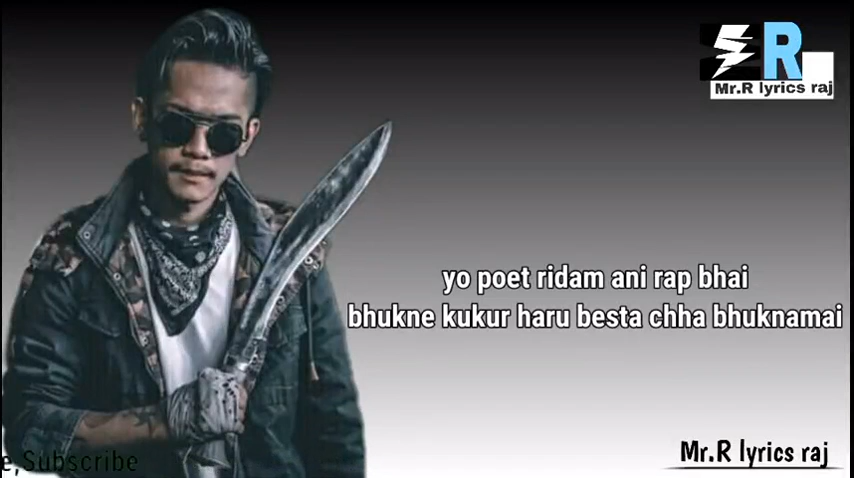 R
Mr.R lyrics raj
yo poet ridam ani rap bhai
bhukne kukur haru besta chha bhuknamai
Mr.R lyrics raj
e,Subscribe